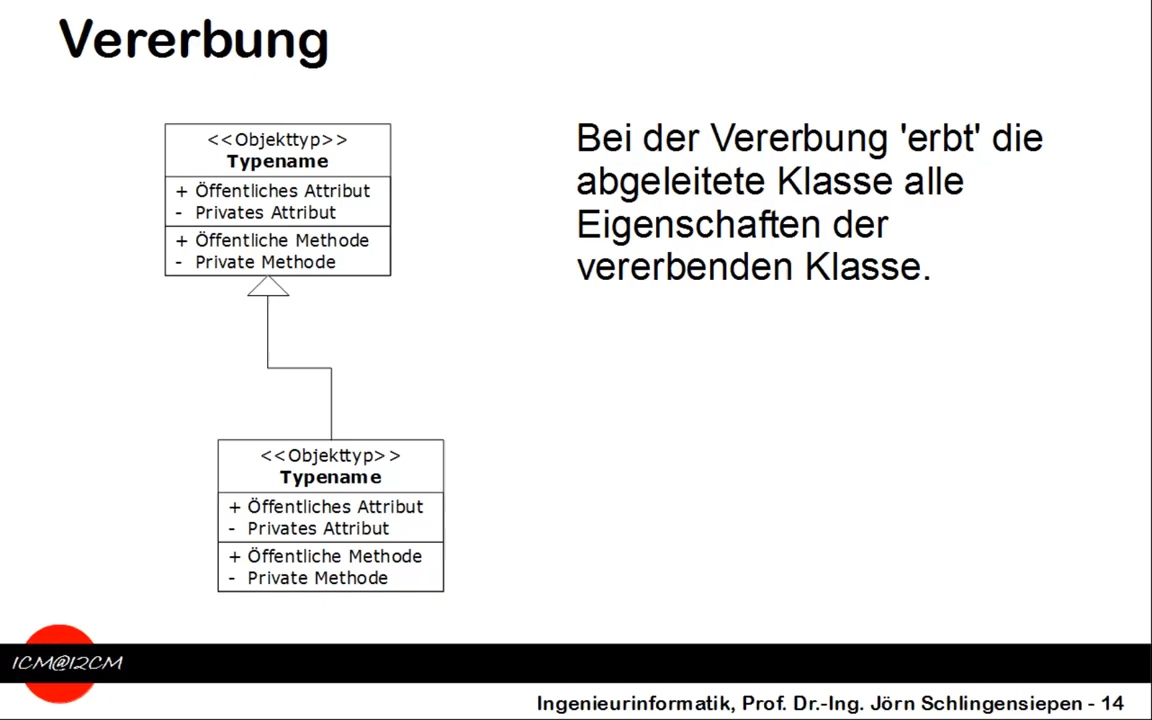 Vererbung
<<Objekttyp>>
Typename
+ Öffentliches Attribut
- Privates Attribut
+ Öffentliche Methode
- Private Methode
Bei der Vererbung 'erbt' die
abgeleitete Klasse alle
Eigenschaften der
vererbenden Klasse.
<<Objekttyp>>
Typename
+ Öffentliches Attribut
- Privates Attribut
+ Öffentliche Methode
- Private Methode
ICM@I2CM
Ingenieurinformatik, Prof. Dr.-Ing. Jörn Schlingensiepen - 14